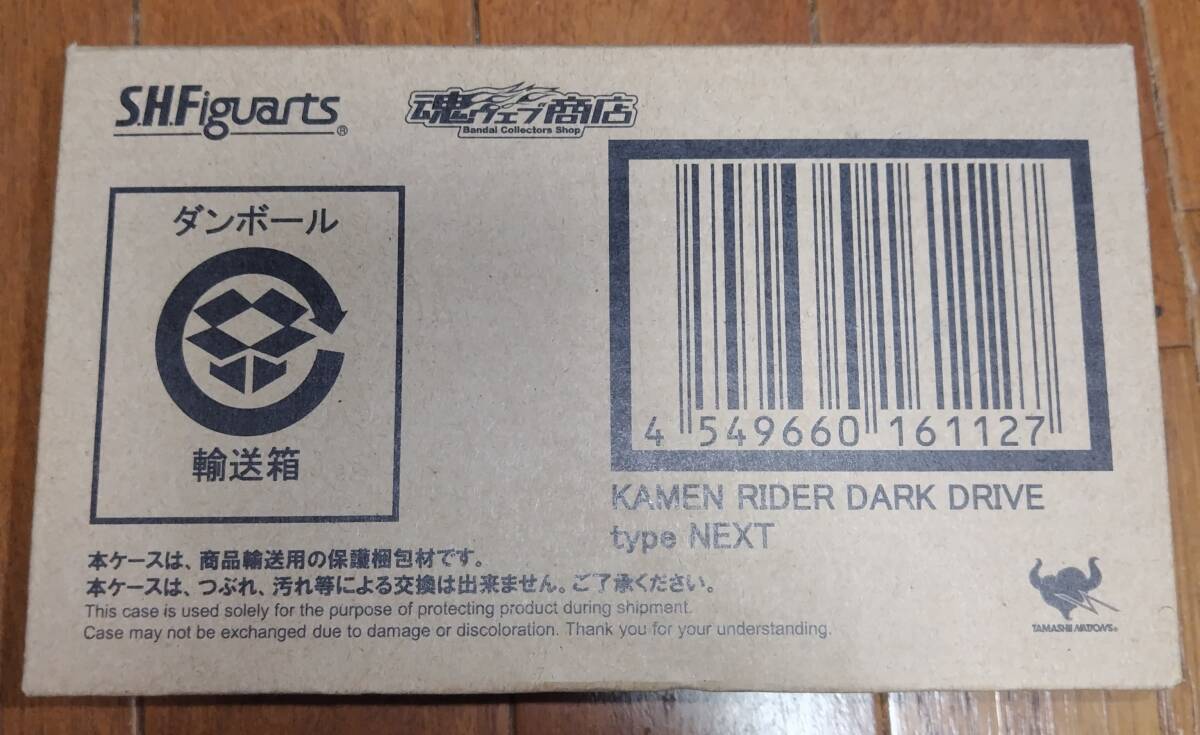 S.H.Figuarts®
魂ウェブ商店
Bandai Collectors Shop
ダンボール
輸送箱
4 549660 161127
KAMEN RIDER DARK DRIVE
type NEXT
本ケースは、商品輸送用の保護梱包材です。
本ケースは、つぶれ、汚れ等による交換は出来ません。ご了承ください。
This case is used solely for the purpose of protecting product during shipment.
Case may not be exchanged due to damage or discoloration. Thank you for your understanding.
TAMASHII NATIONS®